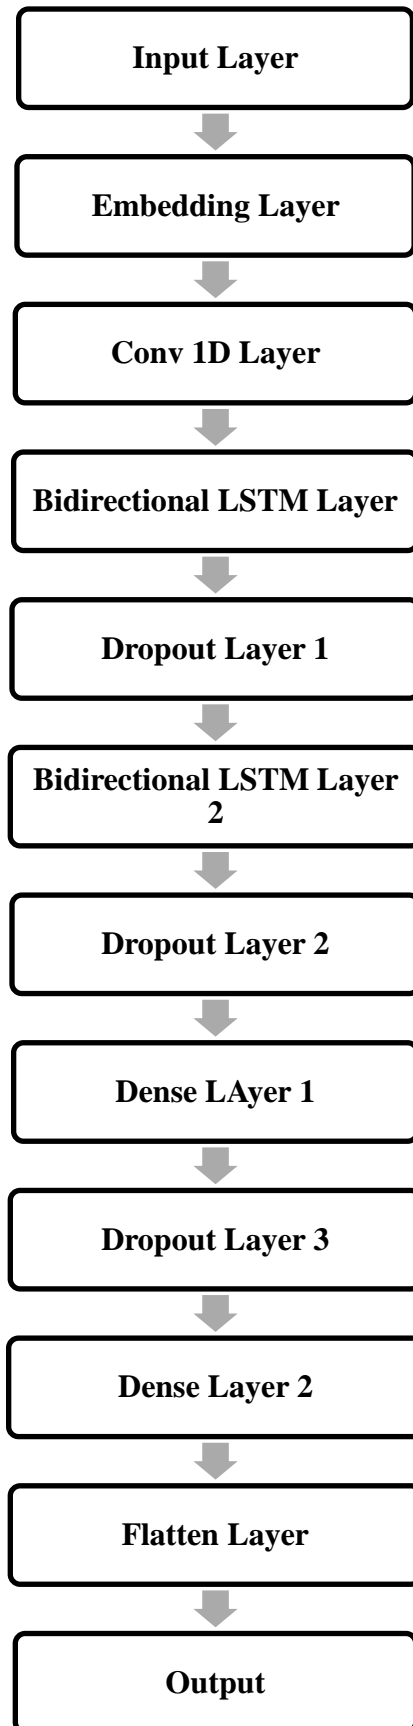 Input Layer
Embedding Layer
Conv 1D Layer
Bidirectional LSTM Layer
Dropout Layer 1
Bidirectional LSTM Layer
2
Dropout Layer 2
Dense LAyer 1
Dropout Layer 3
Dense Layer 2
Flatten Layer
Output